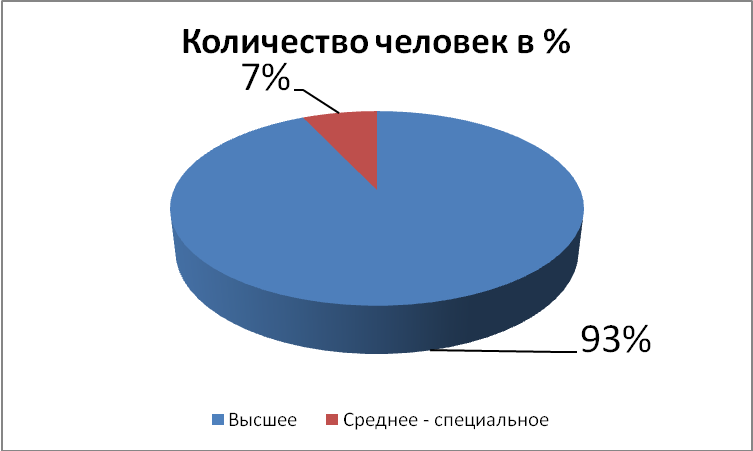 Количество человек в %
7%
93%
Высшее
Среднее - специальное